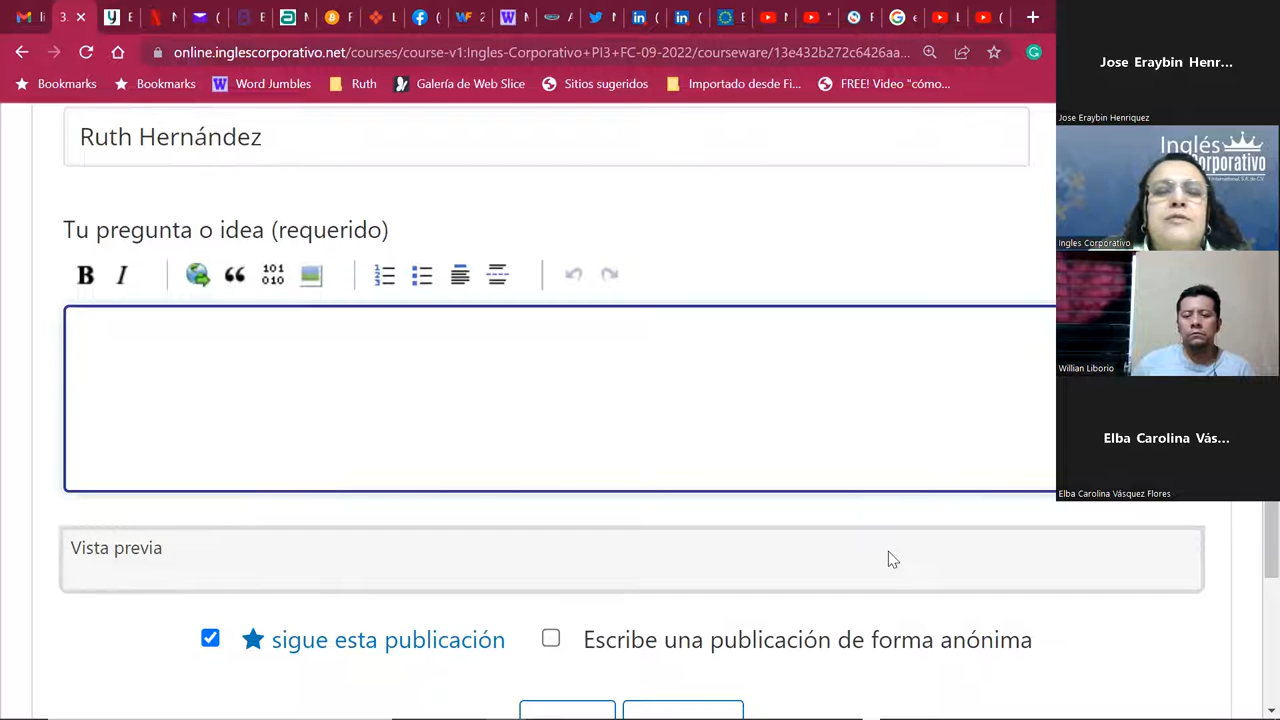 3.
online.inglescorporativo.net/courses/course-v1:Ingles-Corporativo+PI3+FC-09-2022/courseware/13e432b272c6426aa...
Bookmarks
Bookmarks
Word Jumbles
Ruth
Galería de Web Slice
Sitios sugeridos
Importado desde Fi...
FREE! Video "cómo...
Ruth Hernández
Tu pregunta o idea (requerido)
B I
101
010
Vista previa
sigue esta publicación
Escribe una publicación de forma anónima
Jose Eraybin Henr...
Jose Eraybin Henriquez
Inglés
Corporativo
Ingles Corporativo
Willian Liborio
Elba Carolina Vás...
Elba Carolina Vásquez Flores